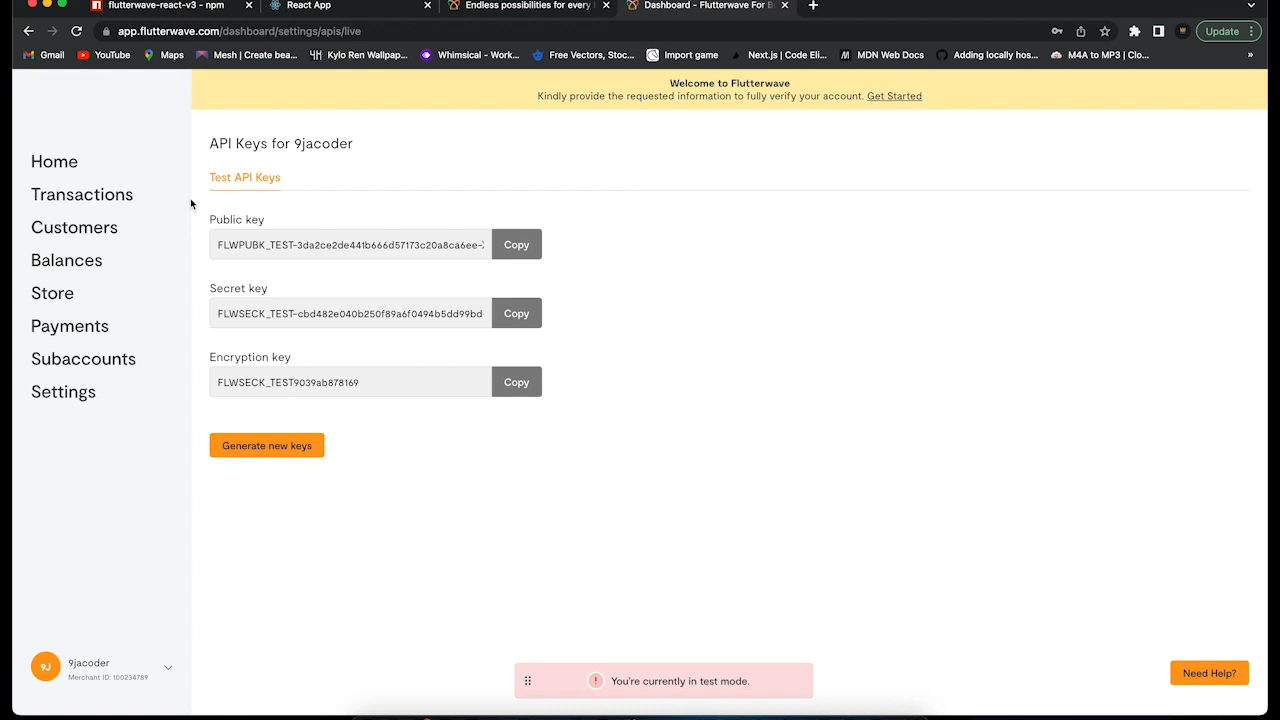 flutterwave-react-v3 - npm
React App
Endless possibilities for every
Dashboard - Flutterwave For B
app.flutterwave.com/dashboard/settings/apis/live
Update
Gmail
YouTube
Maps
Mesh | Create bea...
Kylo Ren Wallpap...
Whimsical - Work...
Free Vectors, Stoc...
Import game
Next.js | Code Eli...
MDN Web Docs
Adding locally hos...
M4A to MP3 | Clo...
»
Welcome to Flutterwave
Kindly provide the requested information to fully verify your account. Get Started
Home
Transactions
Customers
Balances
Store
Payments
Subaccounts
Settings
API Keys for 9jacoder
Test API Keys
Public key
FLWPUBK_TEST-3da2ce2de441b666d57173c20a8ca6ee-
Copy
Secret key
FLWSECK_TEST-cbd482e040b250f89a6f0494b5dd99bd
Copy
Encryption key
FLWSECK_TEST9039ab878169
Copy
Generate new keys
9J
9jacoder
Merchant ID: 100234789
! You're currently in test mode.
Need Help?